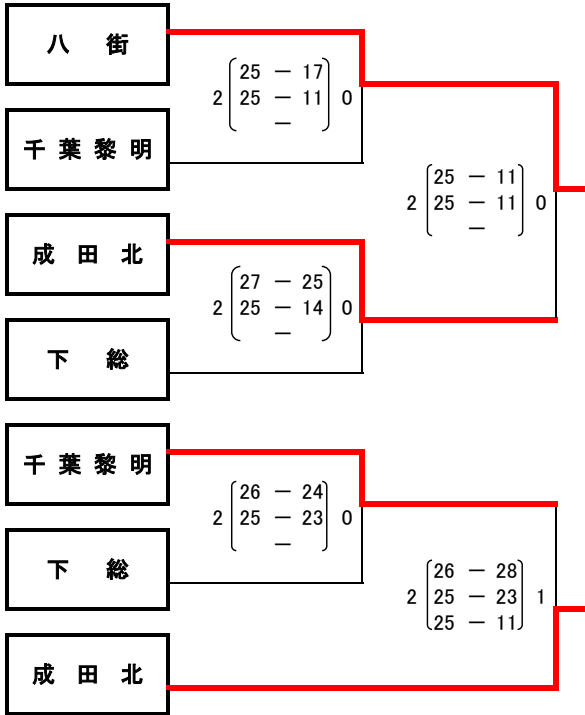 八 街
25 ー 17
2 25 ー 11 0
ー
千 葉 黎 明
25 ー 11
2 25 ー 11 0
ー
成 田 北
27 ー 25
2 25 ー 14 0
ー
下 総
千 葉 黎 明
26 ー 24
2 25 ー 23 0
ー
下 総
26 ー 28
2 25 ー 23 1
25 ー 11
成 田 北